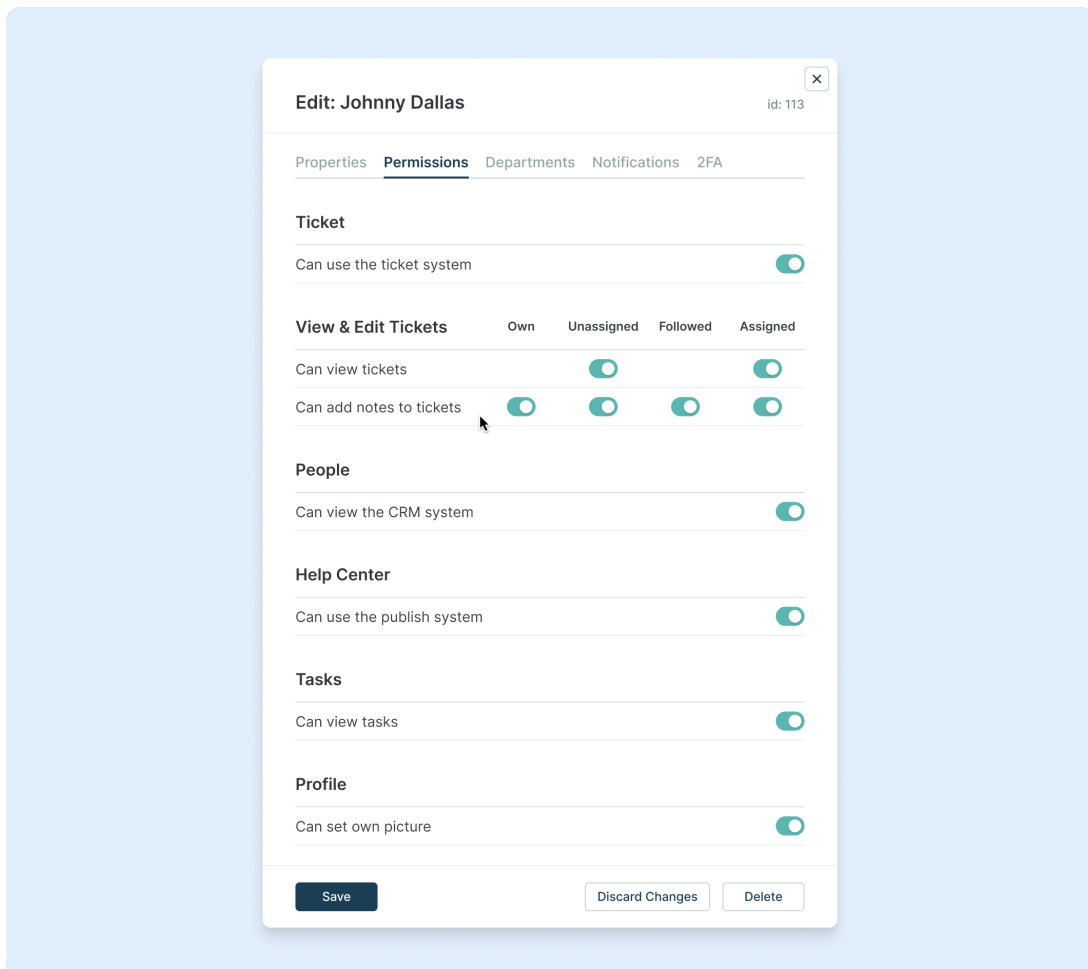 Edit: Johnny Dallas
id: 113
Properties Permissions Departments Notifications 2FA
Ticket
Can use the ticket system
View & Edit Tickets Own Unassigned Followed Assigned
Can view tickets
Can add notes to tickets
People
Can view the CRM system
Help Center
Can use the publish system
Tasks
Can view tasks
Profile
Can set own picture
Save Discard Changes Delete